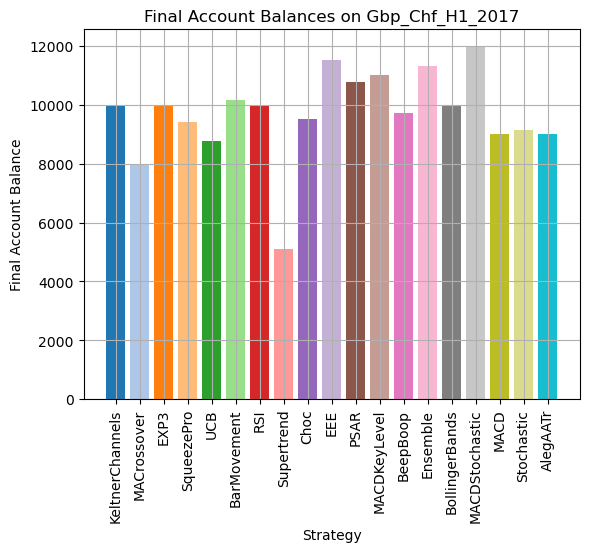 Final Account Balances on Gbp_Chf_H1_2017
Final Account Balance
12000
10000
8000
6000
4000
2000
0
KeltnerChannels
MACrossover
EXP3
SqueezePro
UCB
BarMovement
RSI
Supertrend
Choc
EEE
PSAR
MACDKeyLevel
BeepBoop
Ensemble
BollingerBands
MACDStochastic
MACD
Stochastic
AlegAATr
Strategy